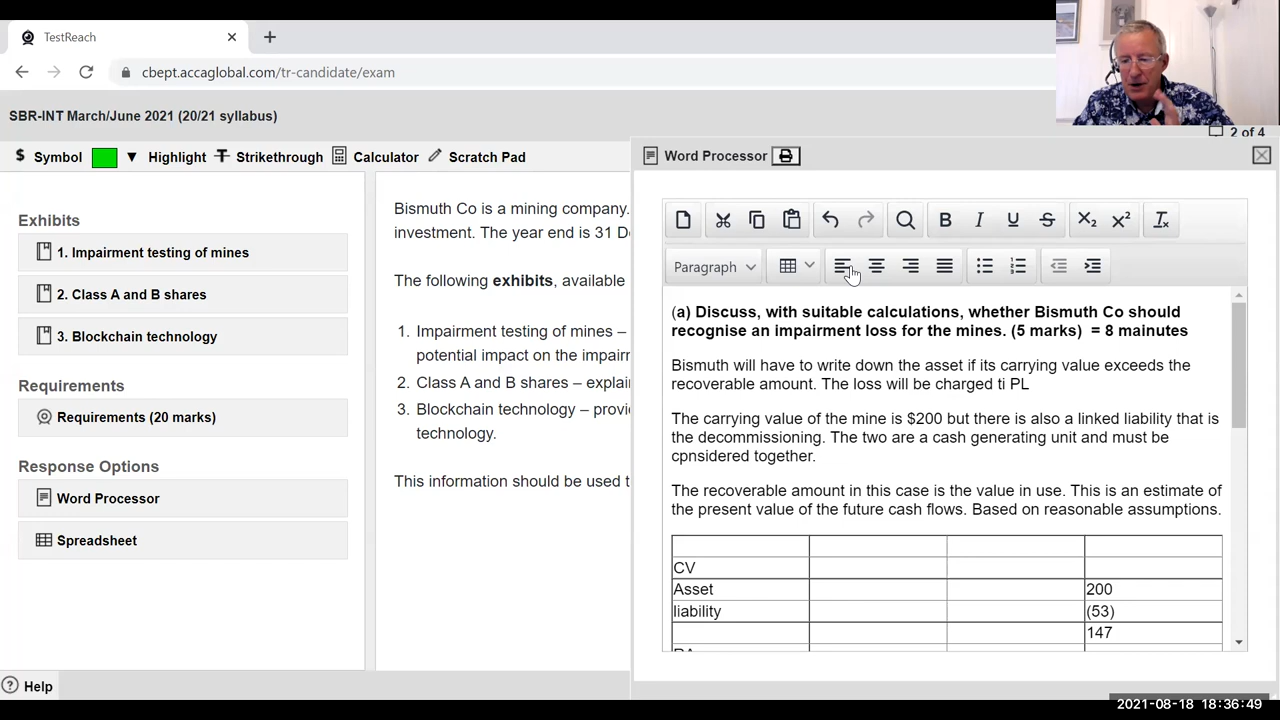 TestReach
cbept.accaglobal.com/tr-candidate/exam
SBR-INT March/June 2021 (20/21 syllabus)
2 of 4
$ Symbol Highlight Strikethrough Calculator Scratch Pad
Exhibits
1. Impairment testing of mines
2. Class A and B shares
3. Blockchain technology
Requirements
Requirements (20 marks)
Response Options
Word Processor
Spreadsheet
Help
Bismuth Co is a mining company.
investment. The year end is 31 D
The following exhibits, available
1. Impairment testing of mines –
potential impact on the impairn
2. Class A and B shares – explai
3. Blockchain technology – provi
technology.
This information should be used t
Word Processor
B I U S X₂ X² Tx
Paragraph
(a) Discuss, with suitable calculations, whether Bismuth Co should
recognise an impairment loss for the mines. (5 marks) = 8 mainutes
Bismuth will have to write down the asset if its carrying value exceeds the
recoverable amount. The loss will be charged ti PL
The carrying value of the mine is $200 but there is also a linked liability that is
the decommissioning. The two are a cash generating unit and must be
cpnsidered together.
The recoverable amount in this case is the value in use. This is an estimate of
the present value of the future cash flows. Based on reasonable assumptions.
CV
Asset 200
liability (53)
147
2021-08-18 18:36:49